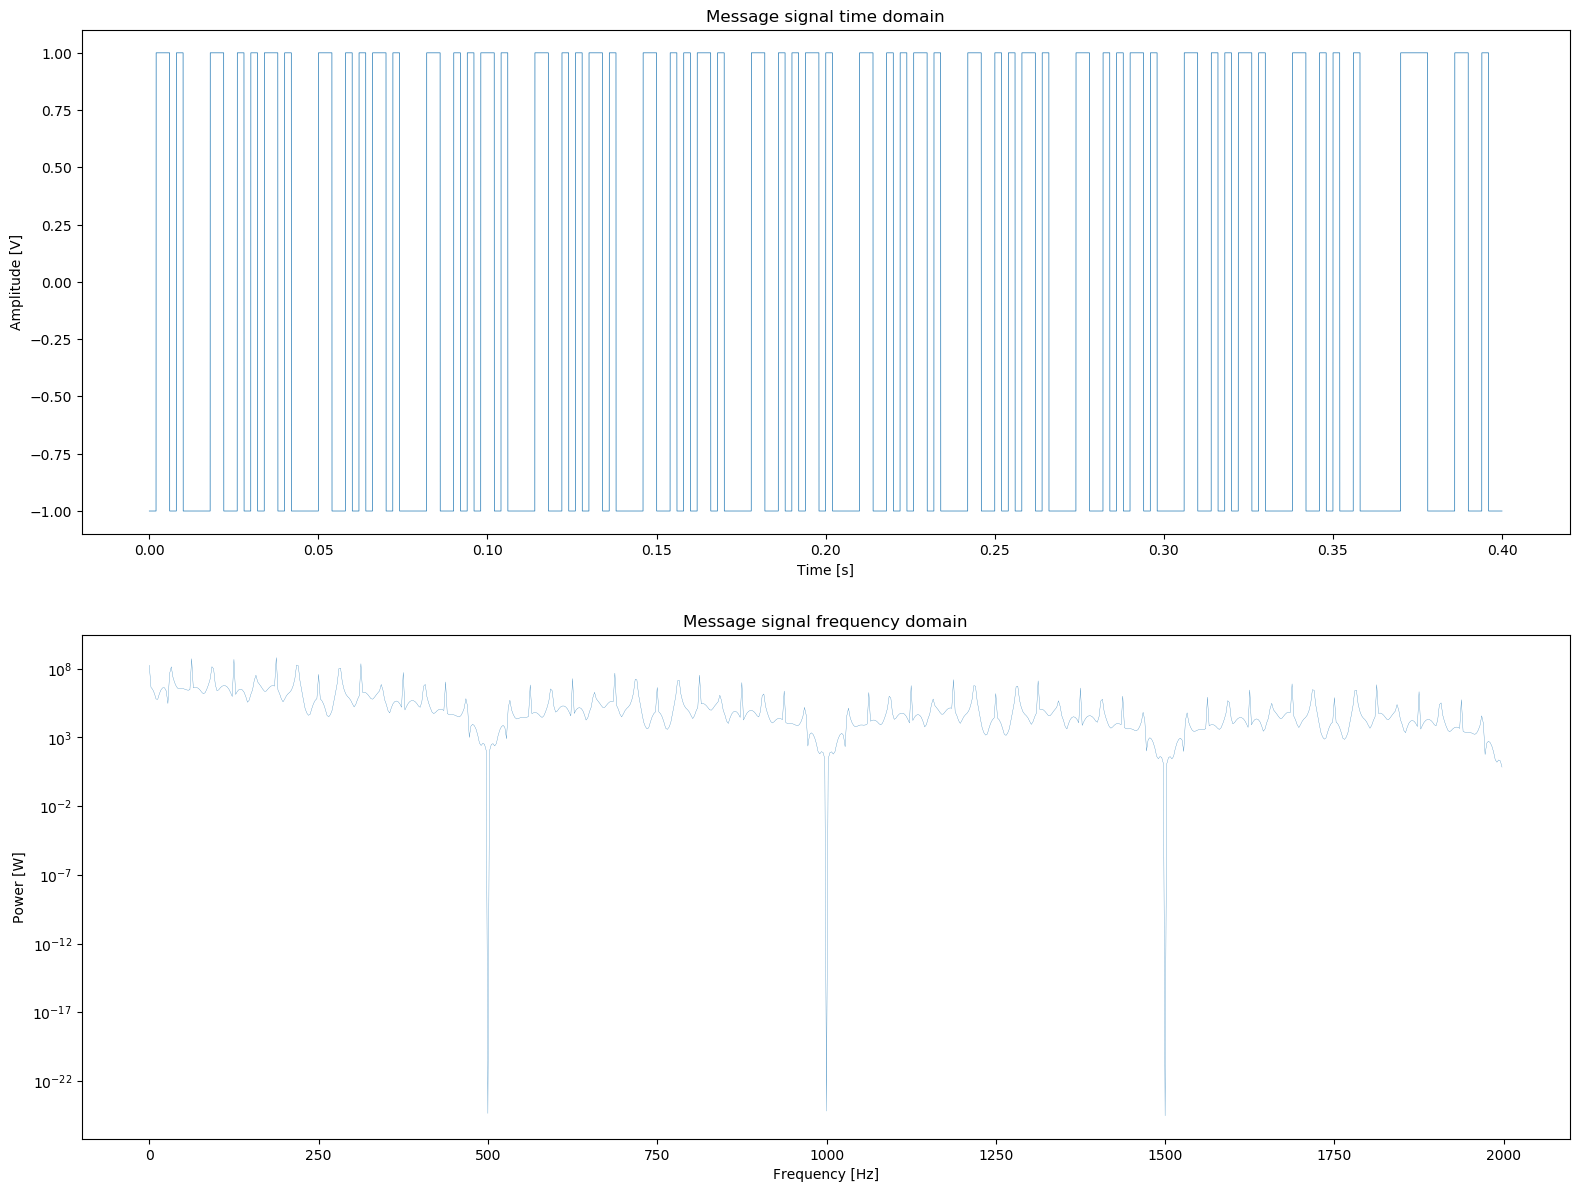 Message signal time domain
1.00
0.75
0.50
0.25
0.00
−0.25
−0.50
−0.75
−1.00
Amplitude [V]
0.00 0.05 0.10 0.15 0.20 0.25 0.30 0.35 0.40
Time [s]
Message signal frequency domain
10^8
10^3
10^−2
10^−7
10^−12
10^−17
10^−22
Power [W]
0 250 500 750 1000 1250 1500 1750 2000
Frequency [Hz]